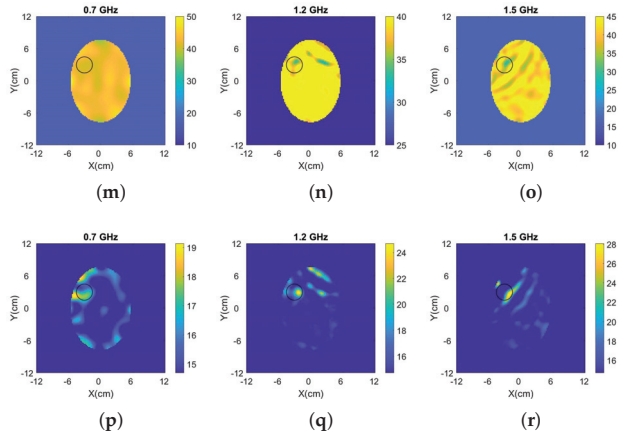 0.7 GHz 1.2 GHz 1.5 GHz
12 50 12 40 12 45
40
6 40 6 6 35
35
Y(cm) 0 30 Y(cm) 0 Y(cm) 0 30
25
30
-6 20 -6 -6 20
15
-12 10 -12 25 -12 10
-12 -6 0 6 12 -12 -6 0 6 12 -12 -6 0 6 12
X(cm) X(cm) X(cm)
(m) (n) (o)
0.7 GHz 1.2 GHz 1.5 GHz
12 19 12 12 28
24
6 18 6 6 26
22 24
Y(cm) 0 17 Y(cm) 0 Y(cm) 0 22
20
16 18 20
-6 -6 -6 18
15 16 16
-12 -12 -12
-12 -6 0 6 12 -12 -6 0 6 12 -12 -6 0 6 12
X(cm) X(cm) X(cm)
(p) (q) (r)